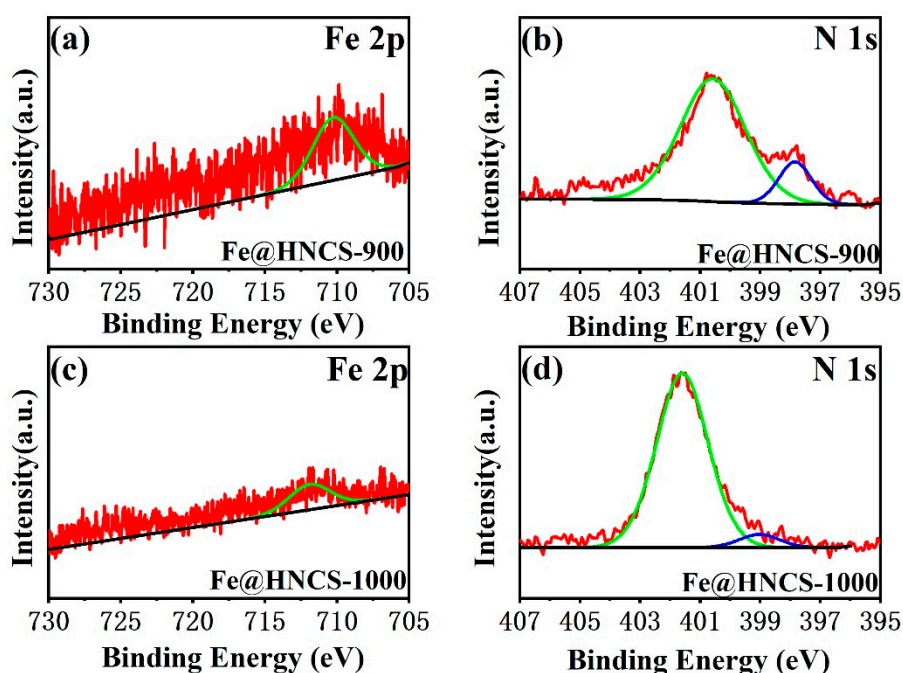 (a) Fe 2p
Intensity(a.u.)
Fe@HNCS-900
730 725 720 715 710 705
Binding Energy (eV)
(b) N 1s
Intensity(a.u.)
Fe@HNCS-900
407 405 403 401 399 397 395
Binding Energy (eV)
(c) Fe 2p
Intensity(a.u.)
Fe@HNCS-1000
730 725 720 715 710 705
Binding Energy (eV)
(d) N 1s
Intensity(a.u.)
Fe@HNCS-1000
407 405 403 401 399 397 395
Binding Energy (eV)